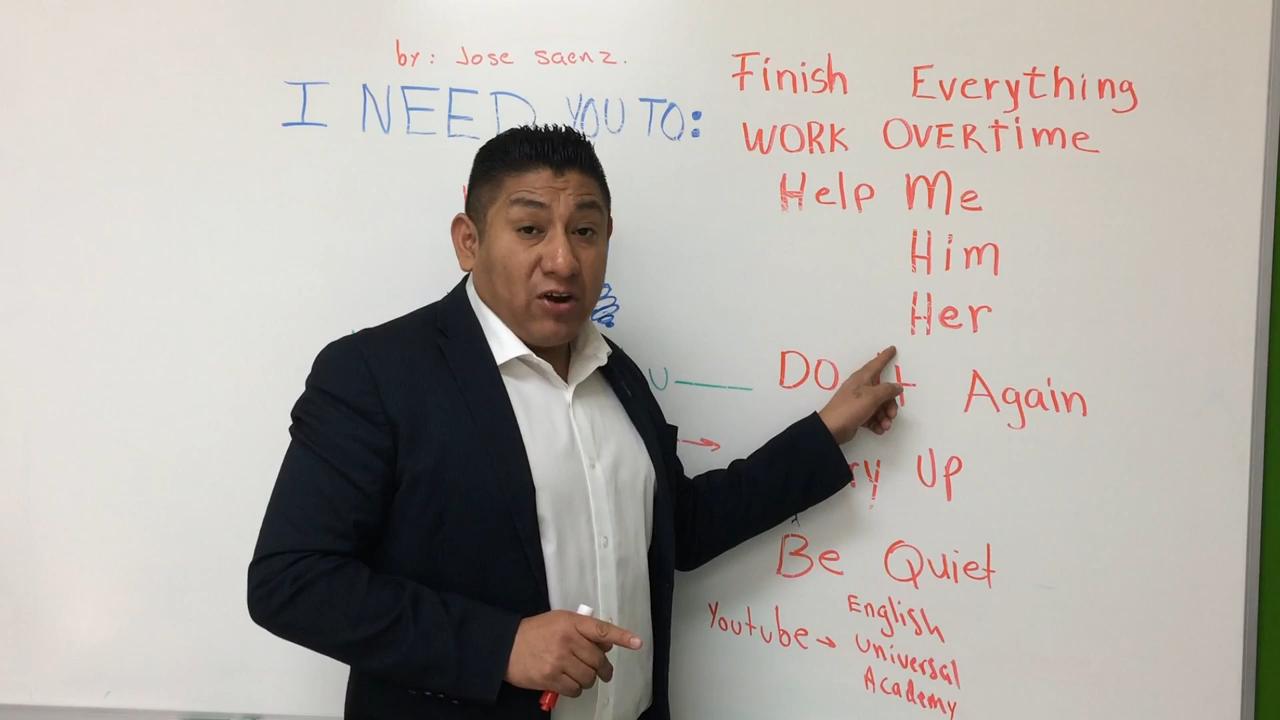 by: Jose Saenz.
I NEED YOU TO:
Finish Everything
WORK OVERTiME
Help Me
Him
Her
DO Again
Up
Be Quiet
Youtube → English
Universal
Academy